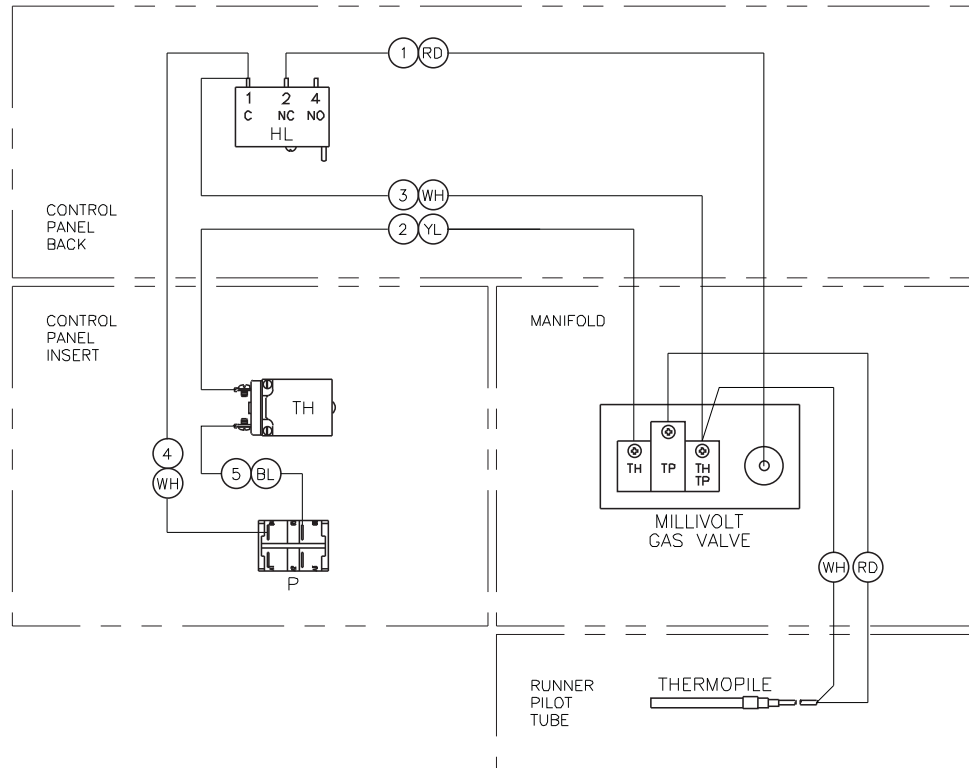 1 RD
1 2 4
C NC NO
HL
3 WH
2 YL
CONTROL
PANEL
BACK
CONTROL
PANEL
INSERT
MANIFOLD
TH
4
WH
5 BL
P
TH TP TH
TP
MILLIVOLT
GAS VALVE
WH RD
RUNNER
PILOT
TUBE
THERMOPILE